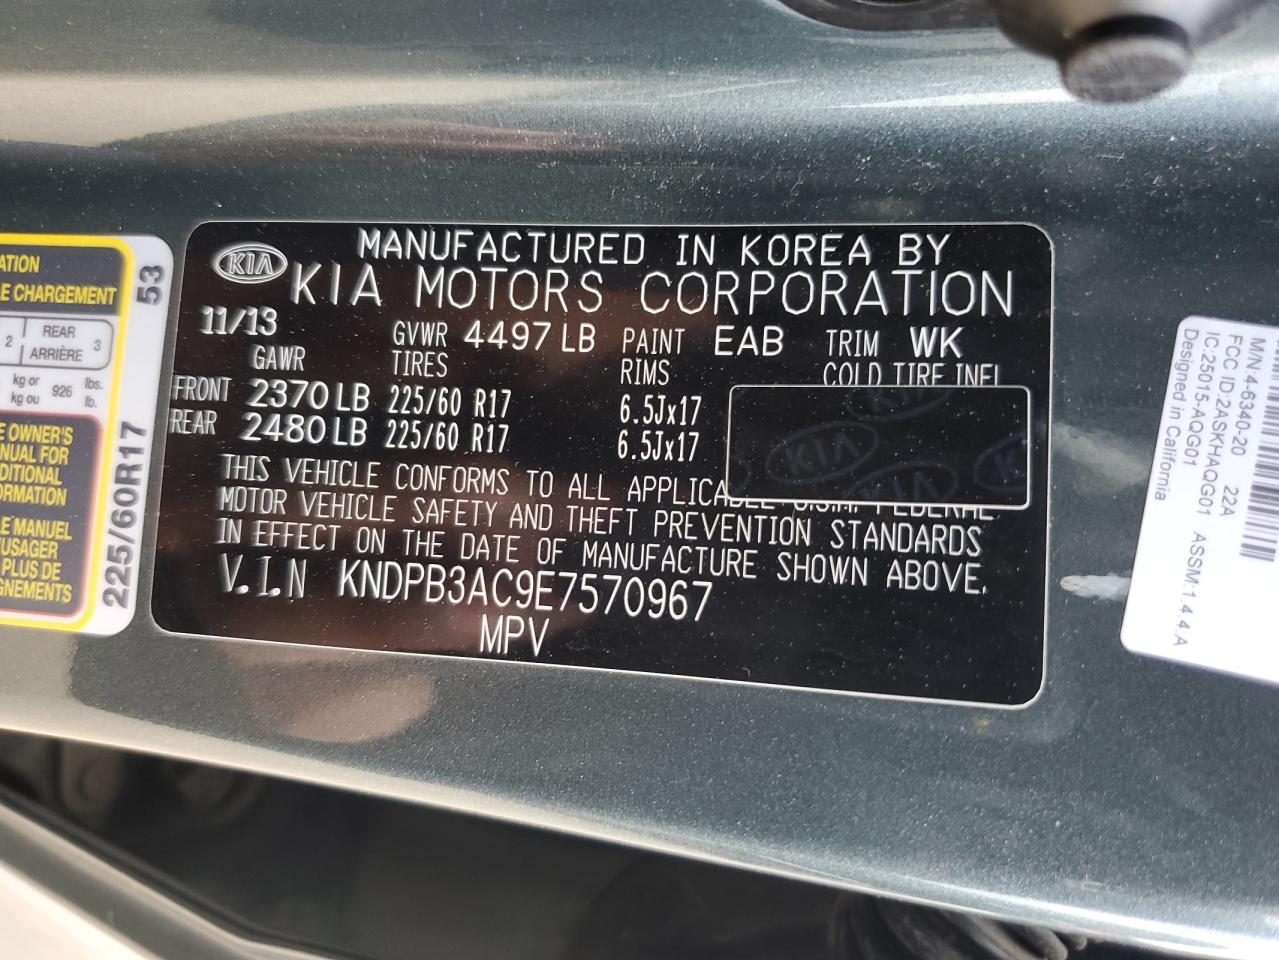 ATION
E CHARGEMENT
53
2 REAR 3
ARRIÈRE
kg or 926 lbs.
kg ou lb.
E OWNER'S
NUAL FOR
DITIONAL
ORMATION
E MANUEL
USAGER
PLUS DE
GNEMENTS
225/60R17
KIA
MANUFACTURED IN KOREA BY
KIA MOTORS CORPORATION
11/13 GVWR 4497 LB PAINT EAB TRIM WK
GAWR TIRES RIMS COLD TIRE INFL
FRONT 2370 LB 225/60 R17 6.5Jx17
REAR 2480 LB 225/60 R17 6.5Jx17
KIA
KIA
THIS VEHICLE CONFORMS TO ALL APPLICABLE U.S.A. FEDERAL
MOTOR VEHICLE SAFETY AND THEFT PREVENTION STANDARDS
IN EFFECT ON THE DATE OF MANUFACTURE SHOWN ABOVE.
V.I.N KNDPB3AC9E7570967
MPV
M/N:4-6340-20 22A
FCC ID:2ASKHAQG01
IC:25015-AQG01 ASSM.1.4.4.A
Designed in California